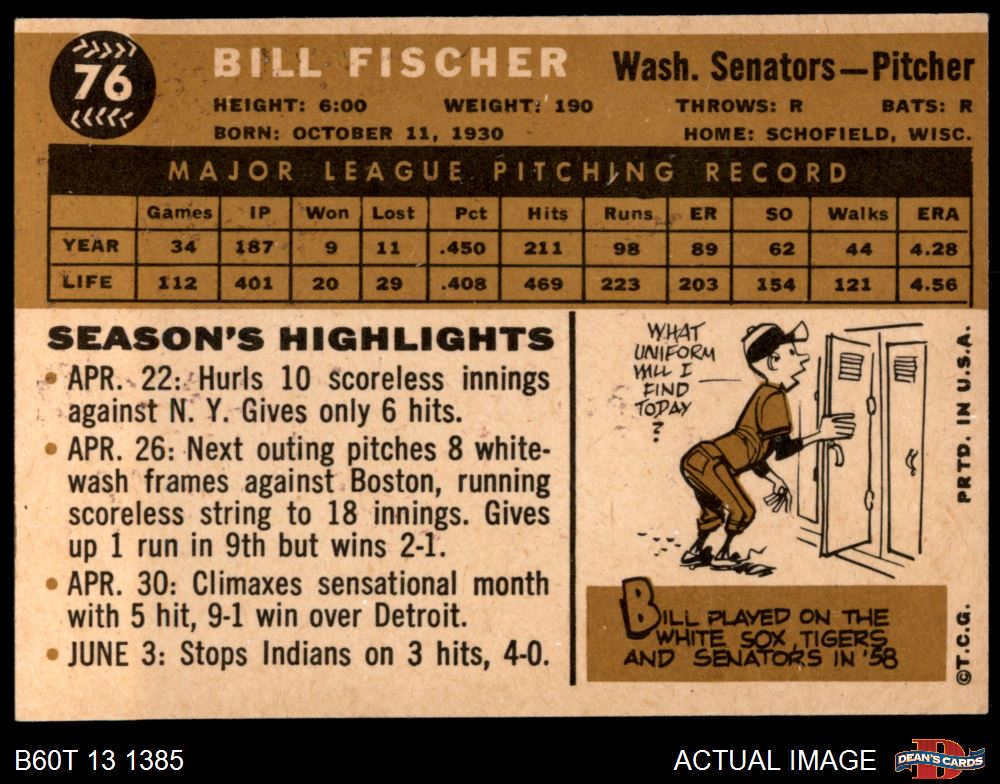 76
BILL FISCHER
Wash. Senators—Pitcher
HEIGHT: 6:00 WEIGHT: 190 THROWS: R BATS: R
BORN: OCTOBER 11, 1930 HOME: SCHOFIELD, WISC.
MAJOR LEAGUE PITCHING RECORD
Games IP Won Lost Pct Hits Runs ER SO Walks ERA
YEAR 34 187 9 11 .450 211 98 89 62 44 4.28
LIFE 112 401 20 29 .408 469 223 203 154 121 4.56
SEASON'S HIGHLIGHTS
• APR. 22: Hurls 10 scoreless innings
against N. Y. Gives only 6 hits.
• APR. 26: Next outing pitches 8 white-
wash frames against Boston, running
scoreless string to 18 innings. Gives
up 1 run in 9th but wins 2-1.
• APR. 30: Climaxes sensational month
with 5 hit, 9-1 win over Detroit.
• JUNE 3: Stops Indians on 3 hits, 4-0.
WHAT
UNIFORM
WILL I
FIND
TODAY
?
BILL PLAYED ON THE
WHITE SOX, TIGERS
AND SENATORS IN '58
PRTD. IN U.S.A.
©T.C.G.
B60T 13 1385
ACTUAL IMAGE
D
DEAN'S CARDS